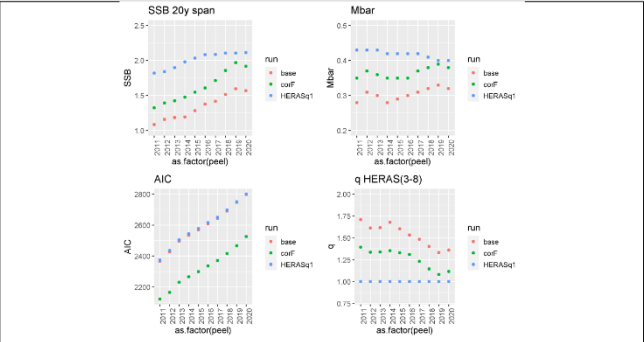 SSB 20y span
2.5
2.0
1.5
1.0
SSB
2011 2012 2013 2014 2015 2016 2017 2018 2019 2020
as.factor(peel)
run
base
corF
HERASq1
Mbar
0.5
0.4
0.3
0.2
Mbar
2011 2012 2013 2014 2015 2016 2017 2018 2019 2020
as.factor(peel)
run
base
corF
HERASq1
AIC
2800
2600
2400
2200
AIC
2011 2012 2013 2014 2015 2016 2017 2018 2019 2020
as.factor(peel)
run
base
corF
HERASq1
q HERAS(3-8)
2.00
1.75
1.50
1.25
1.00
0.75
q
2011 2012 2013 2014 2015 2016 2017 2018 2019 2020
as.factor(peel)
run
base
corF
HERASq1